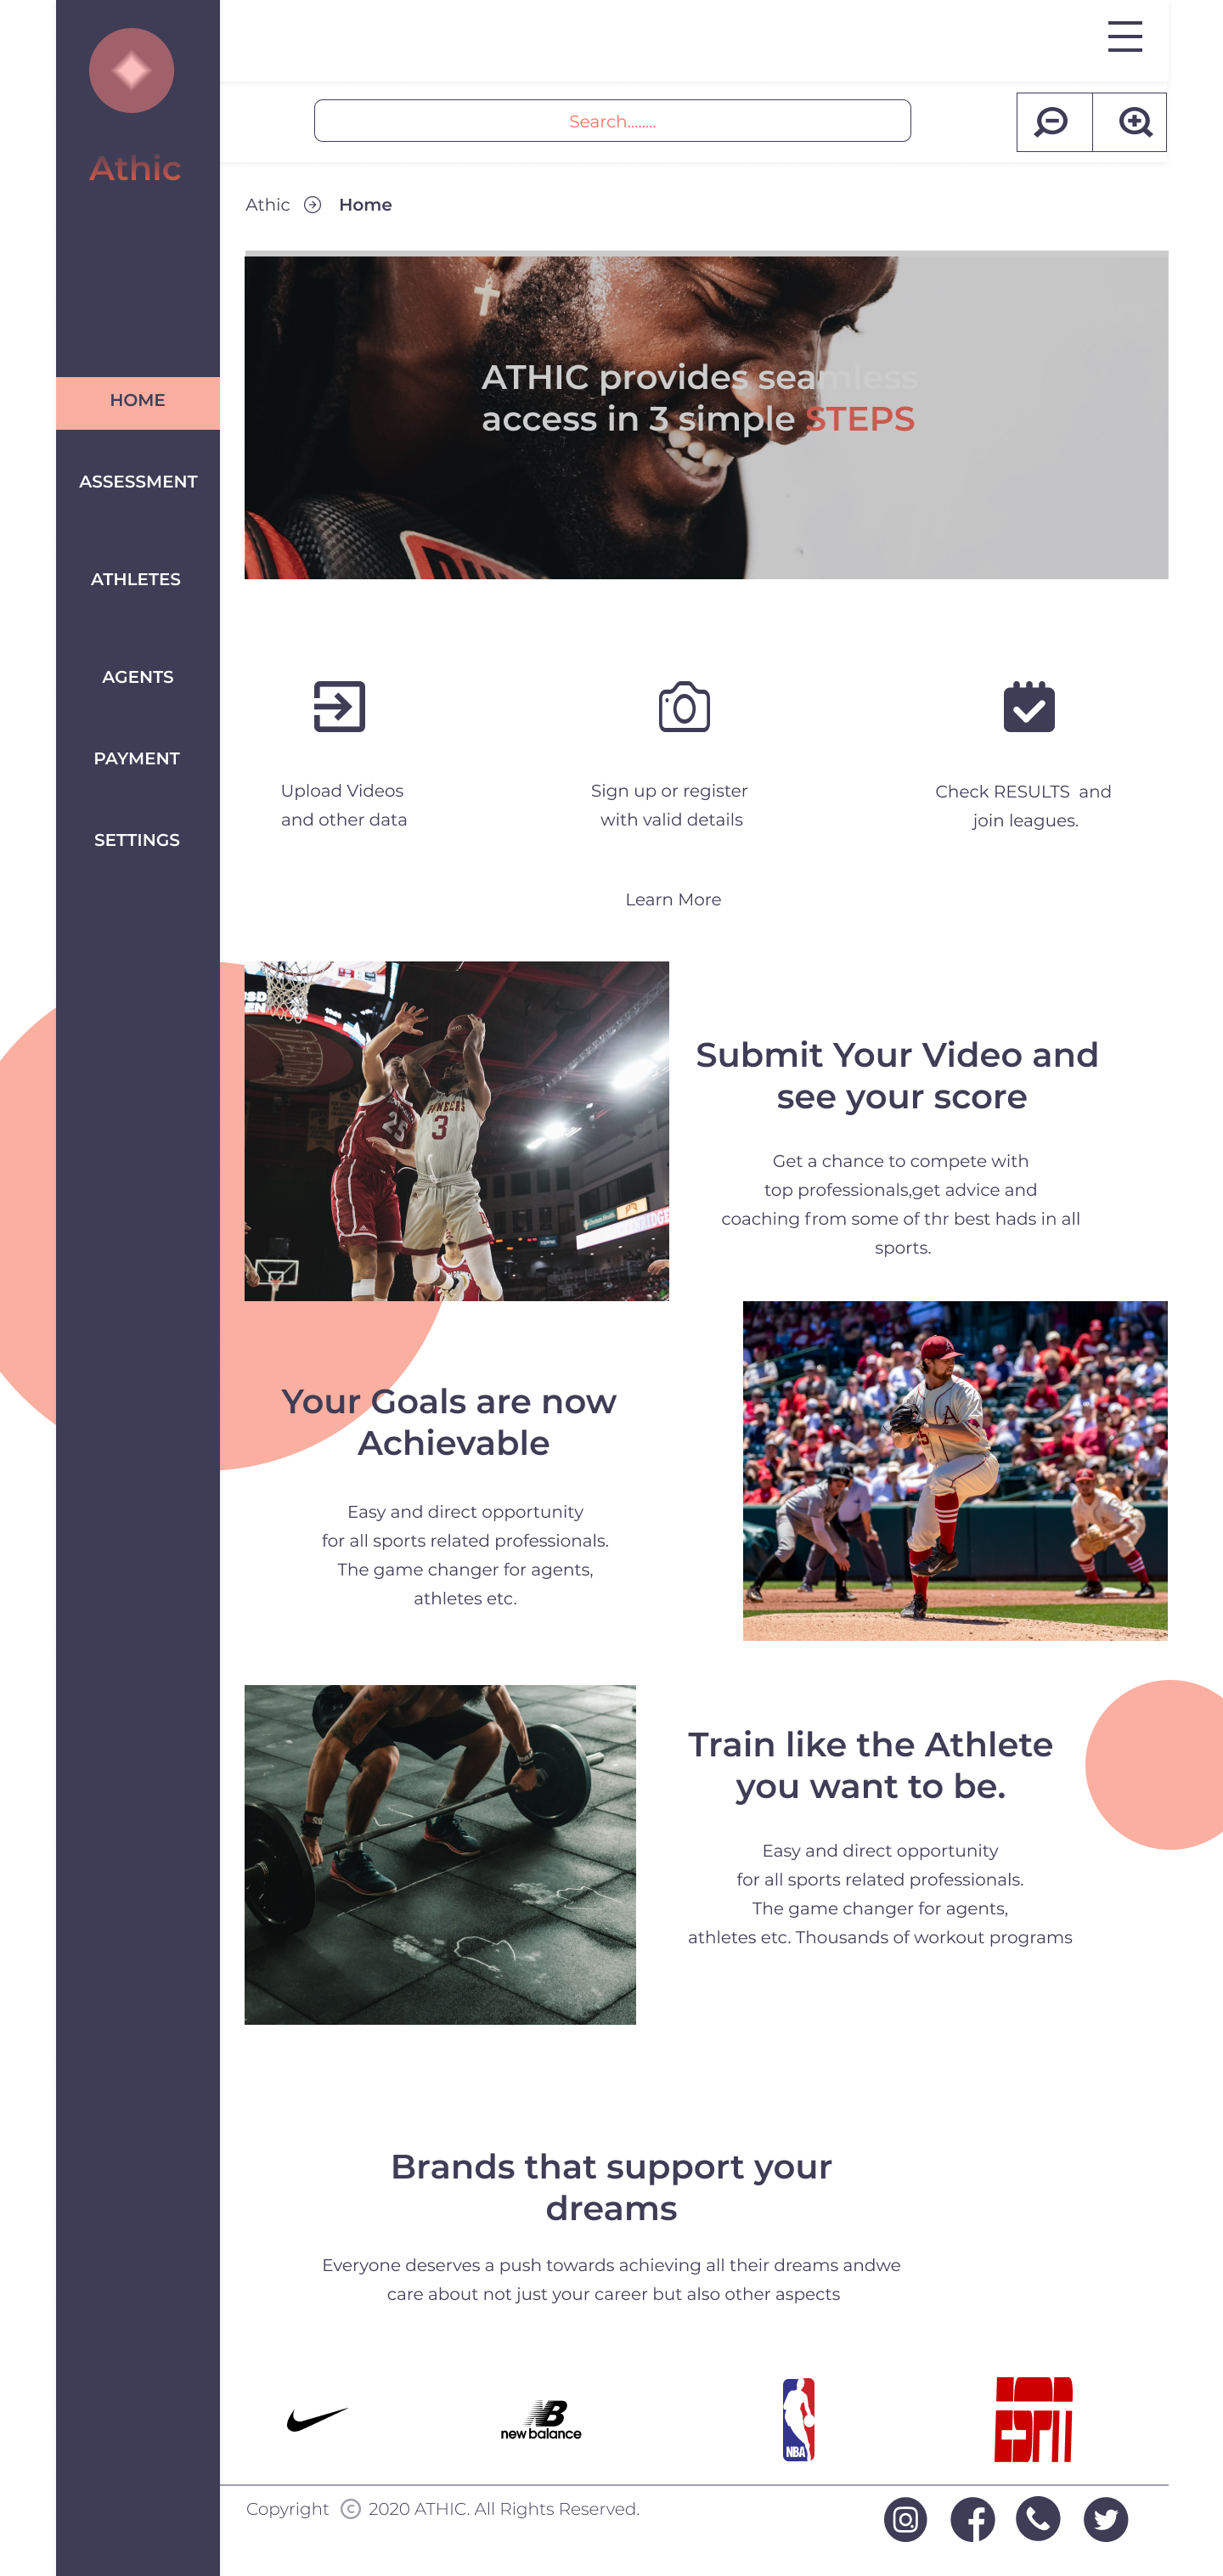 Athic
HOME
ASSESSMENT
ATHLETES
AGENTS
PAYMENT
SETTINGS
Search........
Athic Home
ATHIC provides seamless
access in 3 simple STEPS
Upload Videos
and other data
Sign up or register
with valid details
Check RESULTS and
join leagues.
Learn More
25
3
Submit Your Video and
see your score
Get a chance to compete with
top professionals,get advice and
coaching from some of thr best hads in all
sports.
Your Goals are now
Achievable
Easy and direct opportunity
for all sports related professionals.
The game changer for agents,
athletes etc.
A
Train like the Athlete
you want to be.
Easy and direct opportunity
for all sports related professionals.
The game changer for agents,
athletes etc. Thousands of workout programs
Brands that support your
dreams
Everyone deserves a push towards achieving all their dreams andwe
care about not just your career but also other aspects
new balance
NBA
ESPN
Copyright © 2020 ATHIC. All Rights Reserved.